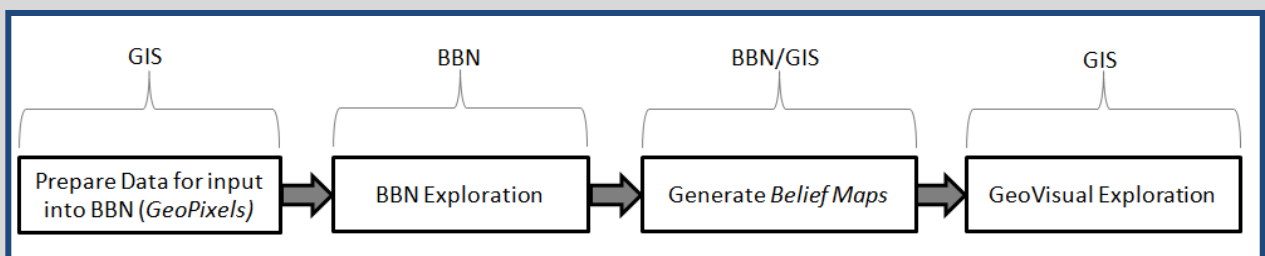 GIS
BBN
BBN/GIS
GIS
Prepare Data for input
into BBN (GeoPixels)
BBN Exploration
Generate Belief Maps
GeoVisual Exploration